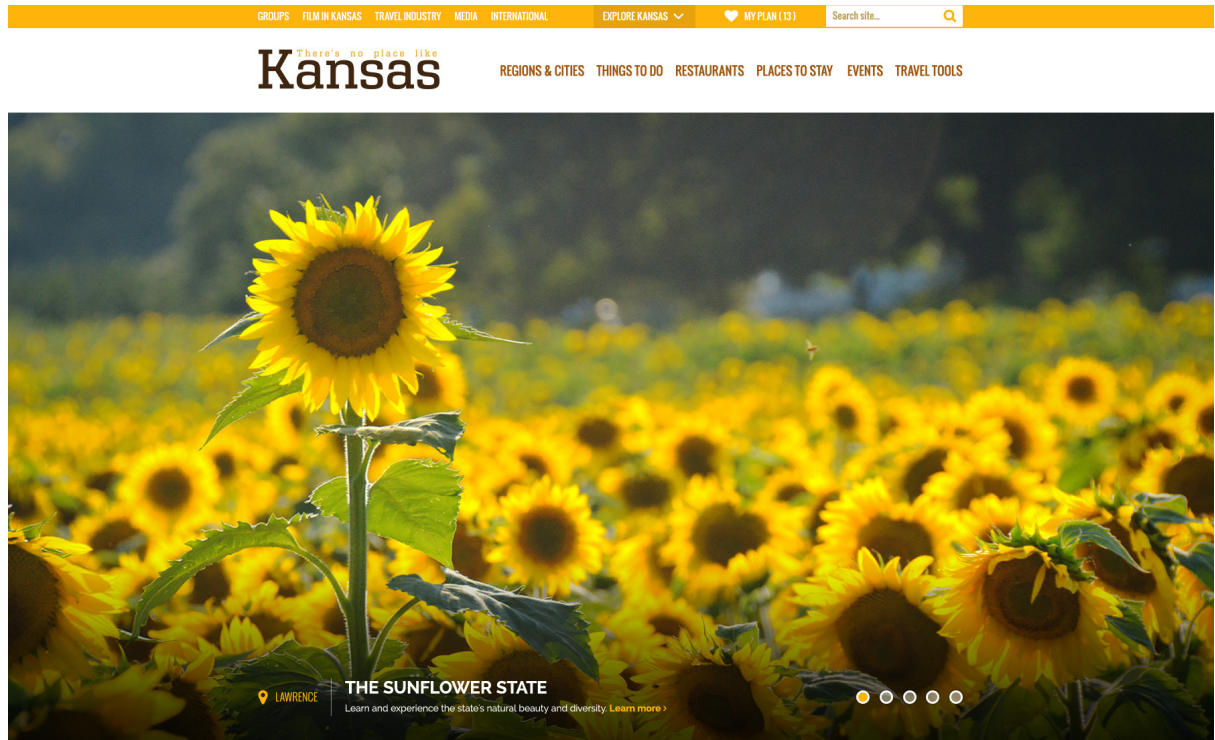 GROUPS FILM IN KANSAS TRAVEL INDUSTRY MEDIA INTERNATIONAL EXPLORE KANSAS MY PLAN ( 13 ) Search site...
There's no place like
Kansas
REGIONS & CITIES THINGS TO DO RESTAURANTS PLACES TO STAY EVENTS TRAVEL TOOLS
LAWRENCE
THE SUNFLOWER STATE
Learn and experience the state's natural beauty and diversity. Learn more >